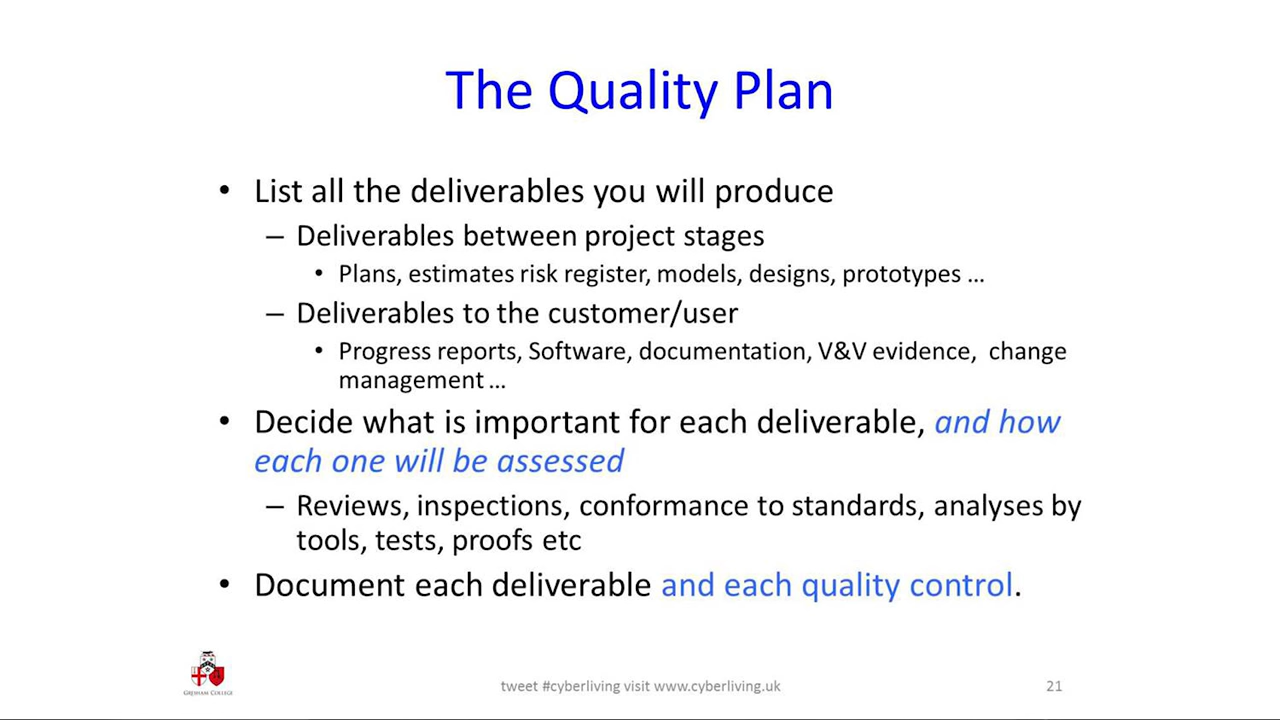 The Quality Plan
• List all the deliverables you will produce
– Deliverables between project stages
• Plans, estimates risk register, models, designs, prototypes ...
– Deliverables to the customer/user
• Progress reports, Software, documentation, V&V evidence, change
management ...
• Decide what is important for each deliverable, and how
each one will be assessed
– Reviews, inspections, conformance to standards, analyses by
tools, tests, proofs etc
• Document each deliverable and each quality control.
GRESHAM COLLEGE
tweet #cyberliving visit www.cyberliving.uk
21